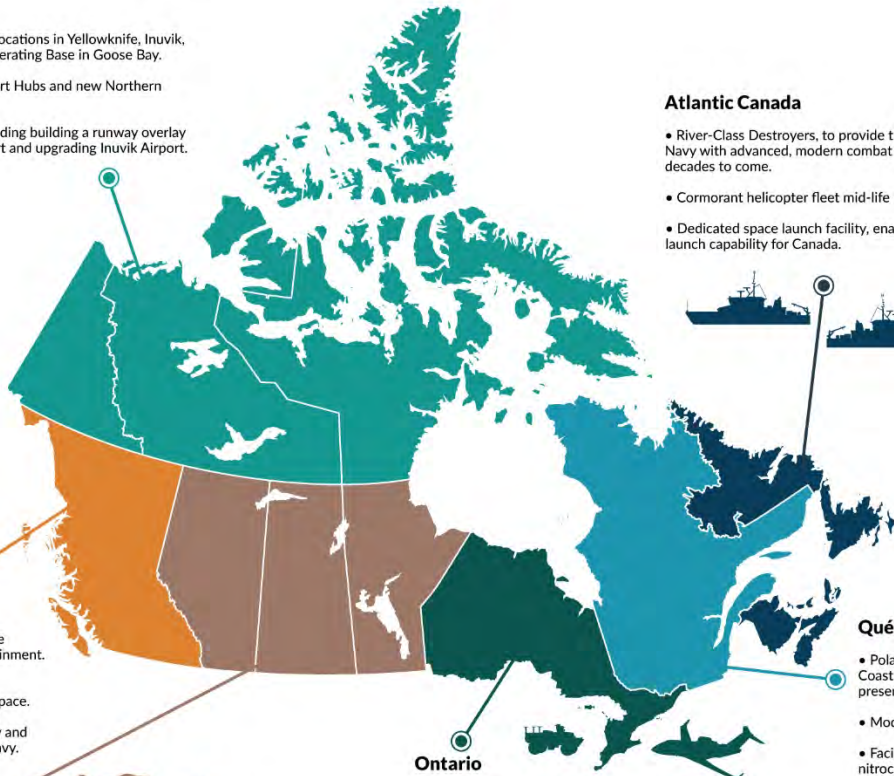 ocations in Yellowknife, Inuvik,
erating Base in Goose Bay.
rt Hubs and new Northern
ding building a runway overlay
t and upgrading Inuvik Airport.
Atlantic Canada
• River-Class Destroyers, to provide t
Navy with advanced, modern combat
decades to come.
• Cormorant helicopter fleet mid-life
• Dedicated space launch facility, ena
launch capability for Canada.
e
inment.
pace.
y and
vy.
Ontario
Qué
• Pola
Coast
prese
• Mod
• Faci
nitroc